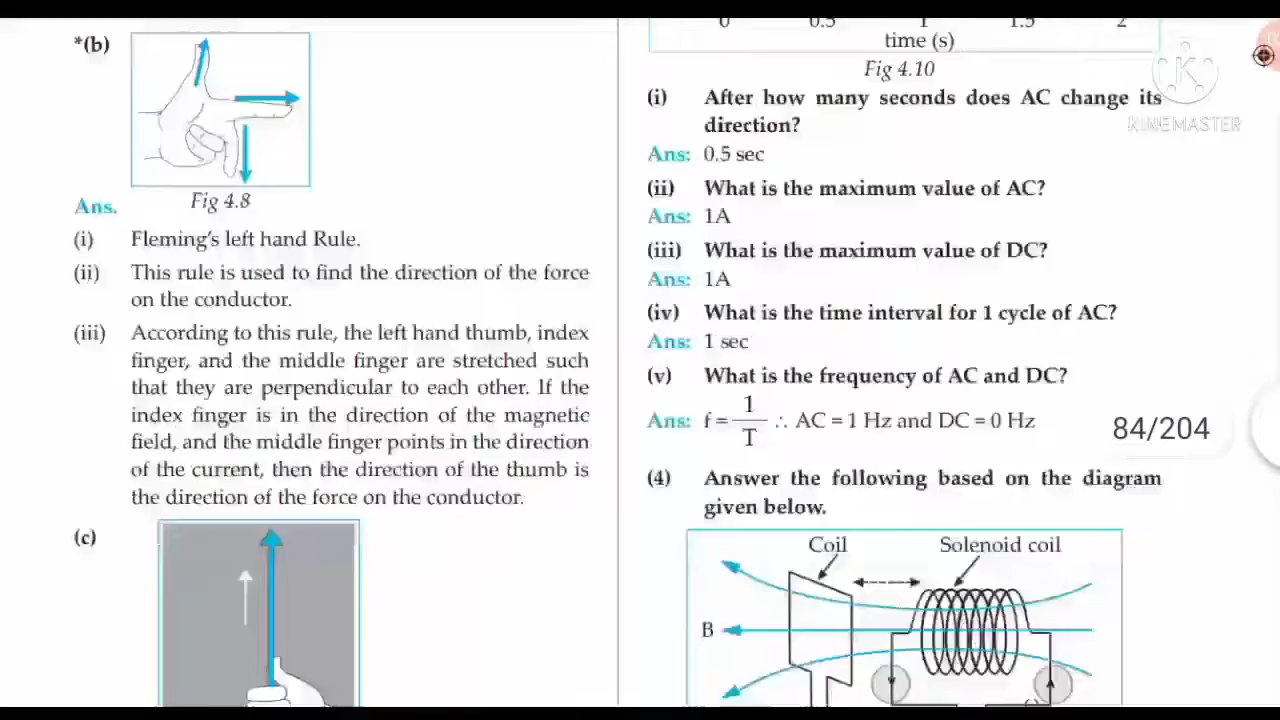 *(b)
Fig 4.8
Ans.
(i) Fleming's left hand Rule.
(ii) This rule is used to find the direction of the force
on the conductor.
(iii) According to this rule, the left hand thumb, index
finger, and the middle finger are stretched such
that they are perpendicular to each other. If the
index finger is in the direction of the magnetic
field, and the middle finger points in the direction
of the current, then the direction of the thumb is
the direction of the force on the conductor.
(c)
0 0.5 1 1.5 2
time (s)
Fig 4.10
(i) After how many seconds does AC change its
direction?
Ans: 0.5 sec
(ii) What is the maximum value of AC?
Ans: 1A
(iii) What is the maximum value of DC?
Ans: 1A
(iv) What is the time interval for 1 cycle of AC?
Ans: 1 sec
(v) What is the frequency of AC and DC?
Ans: f = 1/T ∴ AC = 1 Hz and DC = 0 Hz
(4) Answer the following based on the diagram
given below.
Coil Solenoid coil
B
K
KINEMASTER
84/204